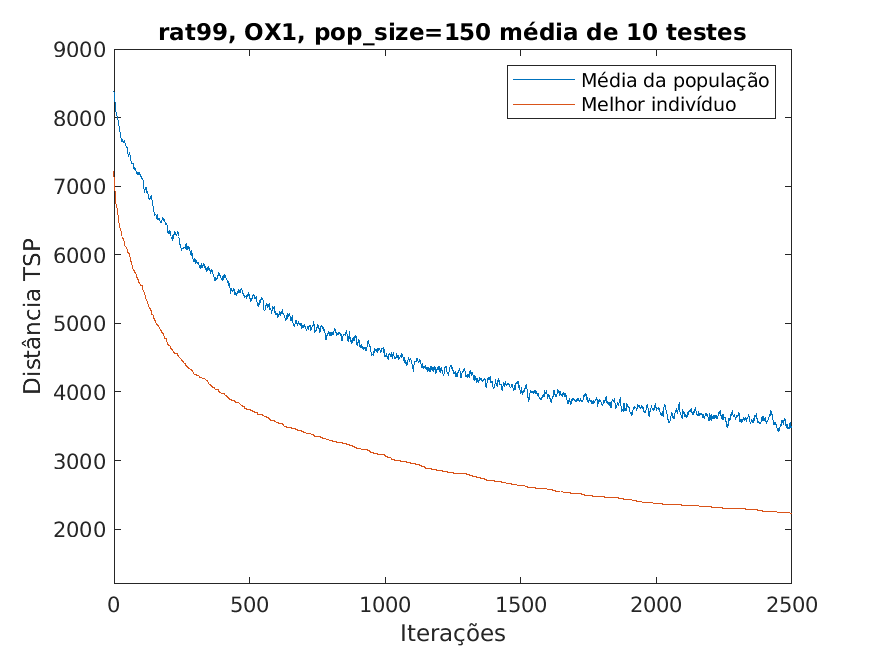 rat99, OX1, pop_size=150 média de 10 testes
Média da população
Melhor indivíduo
Distância TSP
9000
8000
7000
6000
5000
4000
3000
2000
0 500 1000 1500 2000 2500
Iterações